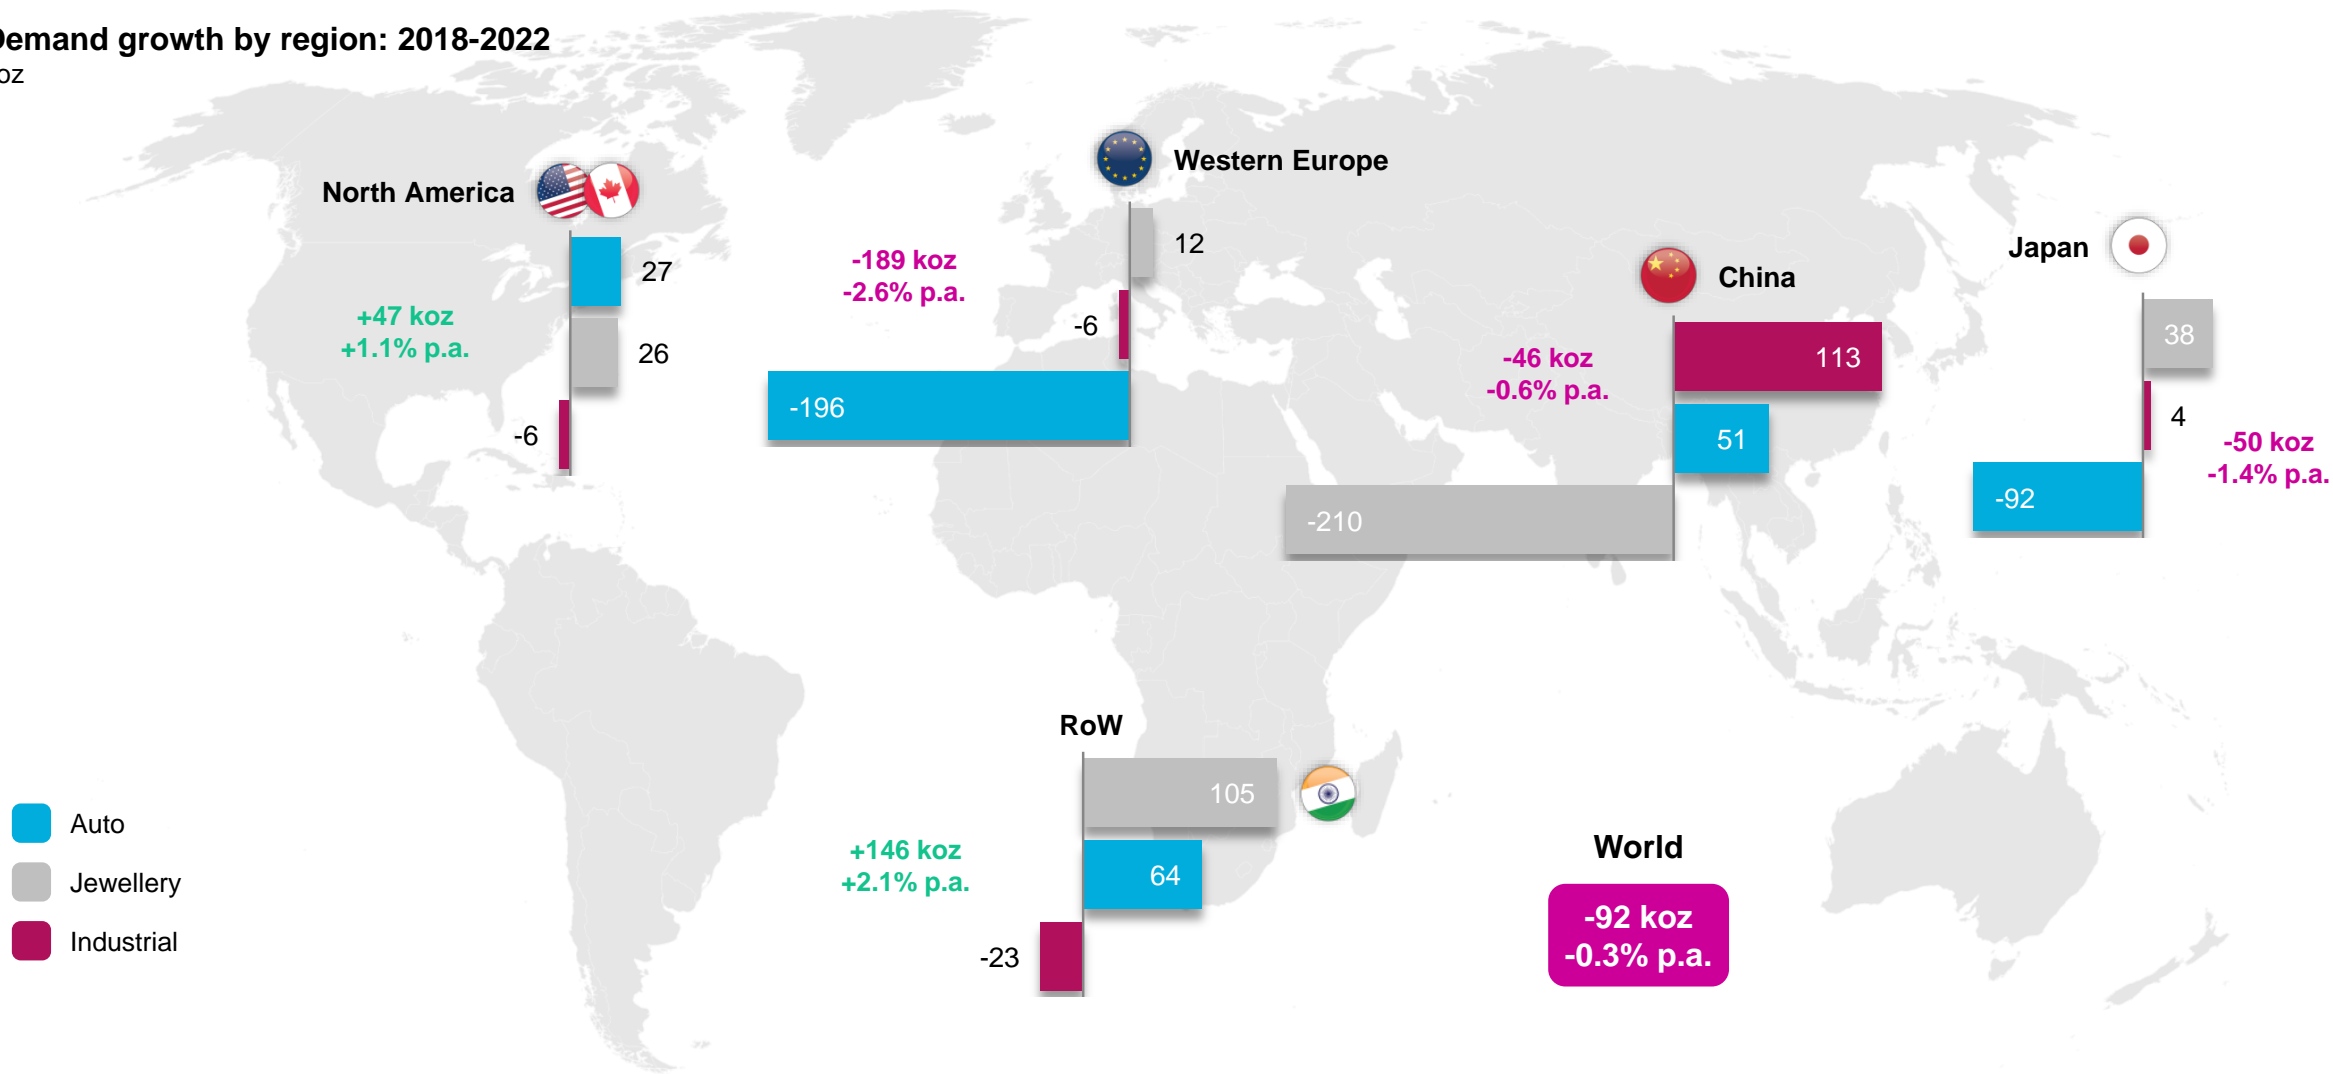 Demand growth by region: 2018-2022
oz
North America
27
26
-6
+47 koz
+1.1% p.a.
Western Europe
12
-6
-196
-189 koz
-2.6% p.a.
China
113
51
-210
-46 koz
-0.6% p.a.
Japan
38
4
-92
-50 koz
-1.4% p.a.
RoW
105
64
-23
+146 koz
+2.1% p.a.
World
-92 koz
-0.3% p.a.
Auto
Jewellery
Industrial